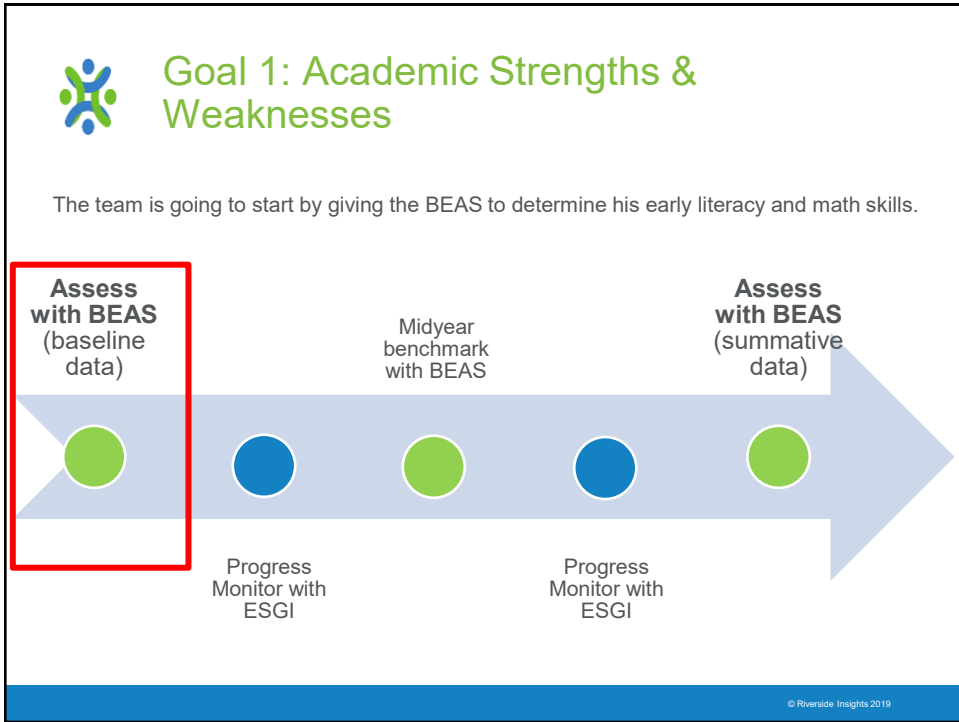 Goal 1: Academic Strengths &
Weaknesses
The team is going to start by giving the BEAS to determine his early literacy and math skills.
Assess
with BEAS
(baseline
data)
Midyear
benchmark
with BEAS
Assess
with BEAS
(summative
data)
Progress
Monitor with
ESGI
Progress
Monitor with
ESGI
© Riverside Insights 2019